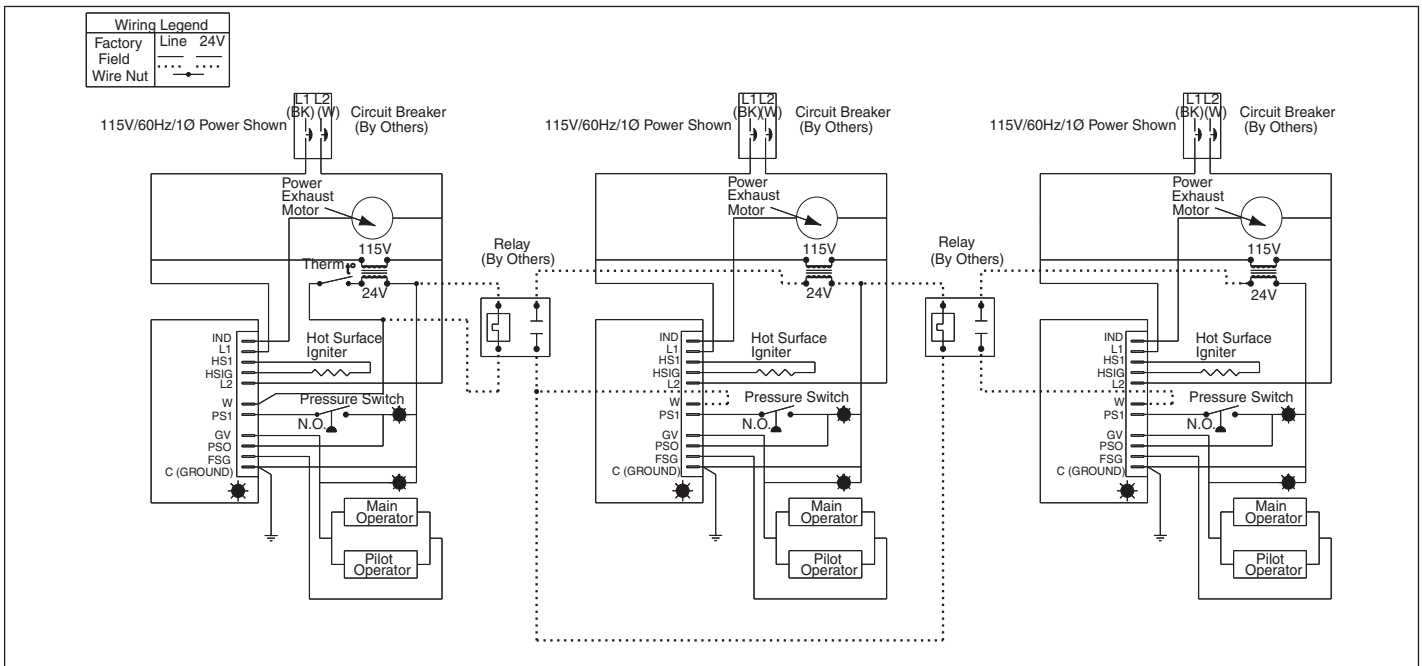 Wiring Legend
Factory Line 24V
Field
Wire Nut
L1 L2
(BK) (W)
Circuit Breaker
(By Others)
115V/60Hz/1Ø Power Shown
Power
Exhaust
Motor
115V
Therm t°
24V
Relay
(By Others)
IND
L1
HS1
HSIG
L2
W
PS1
GV
PSO
FSG
C (GROUND)
Hot Surface
Igniter
Pressure Switch
N.O.
Main
Operator
Pilot
Operator
L1 L2
(BK)(W)
Circuit Breaker
(By Others)
115V/60Hz/1Ø Power Shown
Power
Exhaust
Motor
115V
24V
Relay
(By Others)
IND
L1
HS1
HSIG
L2
W
PS1
GV
PSO
FSG
C (GROUND)
Hot Surface
Igniter
Pressure Switch
N.O.
Main
Operator
Pilot
Operator
L1 L2
(BK)(W)
Circuit Breaker
(By Others)
115V/60Hz/1Ø Power Shown
Power
Exhaust
Motor
115V
24V
IND
L1
HS1
HSIG
L2
W
PS1
GV
PSO
FSG
C (GROUND)
Hot Surface
Igniter
Pressure Switch
N.O.
Main
Operator
Pilot
Operator